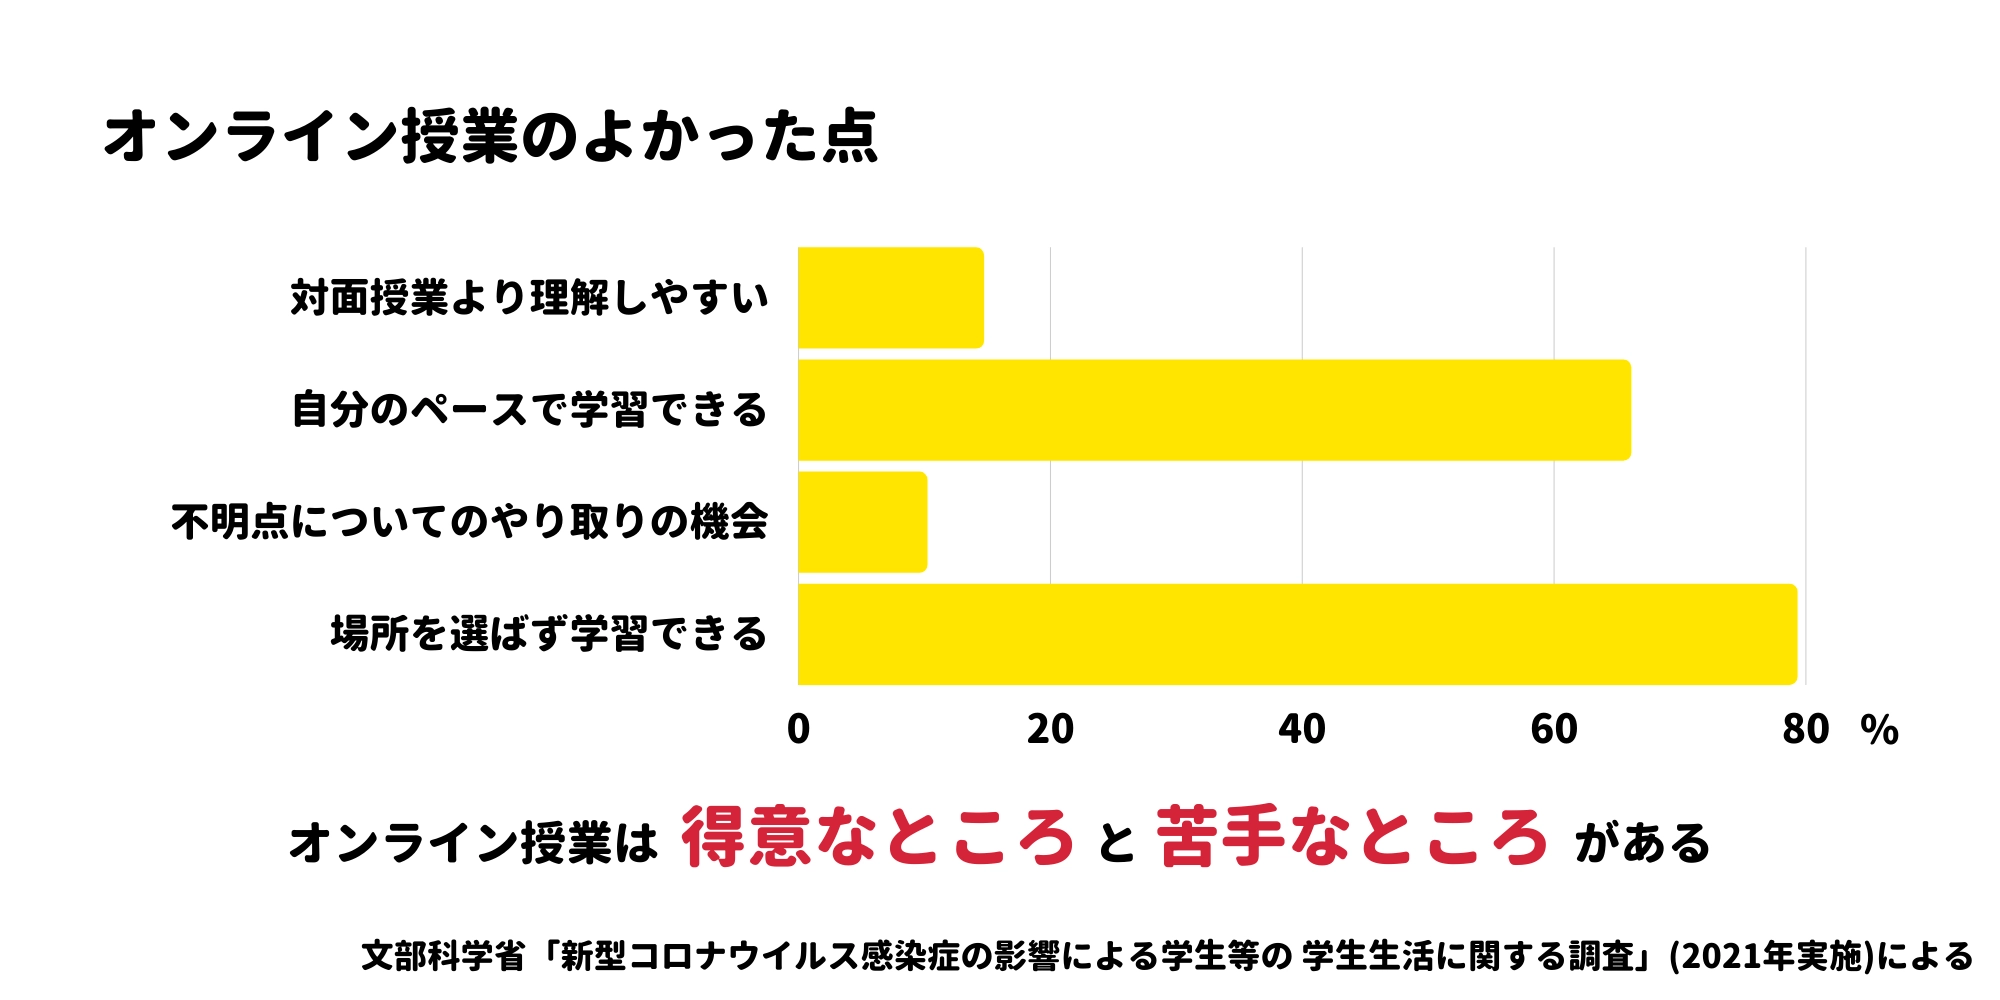 オンライン授業のよかった点
対面授業より理解しやすい
自分のペースで学習できる
不明点についてのやり取りの機会
場所を選ばず学習できる
0 20 40 60 80 %
オンライン授業は 得意なところ と 苦手なところ がある
文部科学省「新型コロナウイルス感染症の影響による学生等の 学生生活に関する調査」(2021年実施)による